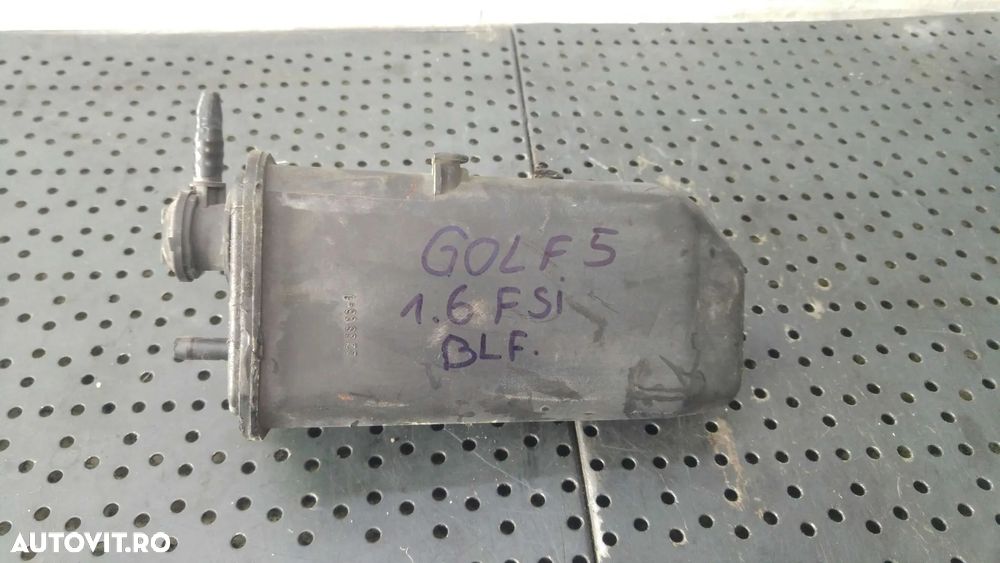 GOLF 5
1.6 FSi
BLF.
AUTOVIT.RO